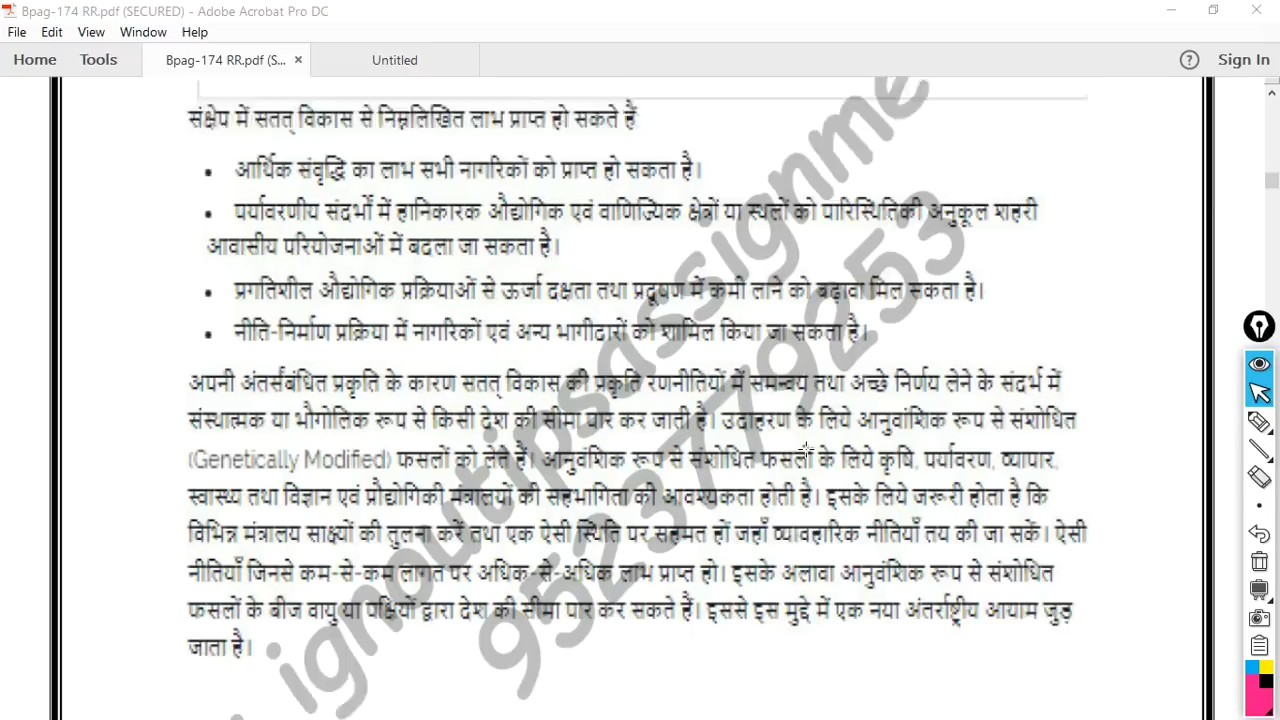 Bpag-174 RR.pdf (SECURED) - Adobe Acrobat Pro DC
File Edit View Window Help
Home Tools Bpag-174 RR.pdf (S... × Untitled Sign In
संक्षेप में सतत् विकास से निम्नलिखित लाभ प्राप्त हो सकते हैं
• आर्थिक संवृद्धि का लाभ सभी नागरिकों को प्राप्त हो सकता है।
• पर्यावरणीय संदर्भों में हानिकारक औद्योगिक एवं वाणिज्यिक क्षेत्रों या स्थलों को पारिस्थितिकी अनुकूल शहरी
आवासीय परियोजनाओं में बदला जा सकता है।
• प्रगतिशील औद्योगिक प्रक्रियाओं से ऊर्जा दक्षता तथा प्रदूषण में कमी लाने को बढ़ावा मिल सकता है।
• नीति-निर्माण प्रक्रिया में नागरिकों एवं अन्य भागीदारों को शामिल किया जा सकता है।
अपनी अंतर्संबंधित प्रकृति के कारण सतत् विकास की प्रकृति रणनीतियों में समन्वय तथा अच्छे निर्णय लेने के संदर्भ में
संस्थात्मक या भौगोलिक रूप से किसी देश की सीमा पार कर जाती है। उदाहरण के लिये आनुवांशिक रूप से संशोधित
(Genetically Modified) फसलों को लेते हैं। आनुवंशिक रूप से संशोधित फसलों के लिये कृषि, पर्यावरण, व्यापार,
स्वास्थ्य तथा विज्ञान एवं प्रौद्योगिकी मंत्रालयों की सहभागिता की आवश्यकता होती है। इसके लिये जरूरी होता है कि
विभिन्न मंत्रालय साक्ष्यों की तुलना करें तथा एक ऐसी स्थिति पर सहमत हों जहाँ व्यावहारिक नीतियाँ तय की जा सकें। ऐसी
नीतियाँ जिनसे कम-से-कम लागत पर अधिक-से-अधिक लाभ प्राप्त हो। इसके अलावा आनुवंशिक रूप से संशोधित
फसलों के बीज वायु या पक्षियों द्वारा देश की सीमा पार कर सकते हैं। इससे इस मुद्दे में एक नया अंतर्राष्ट्रीय आयाम जुड़
जाता है।
ignoutipsassignme
9523779253